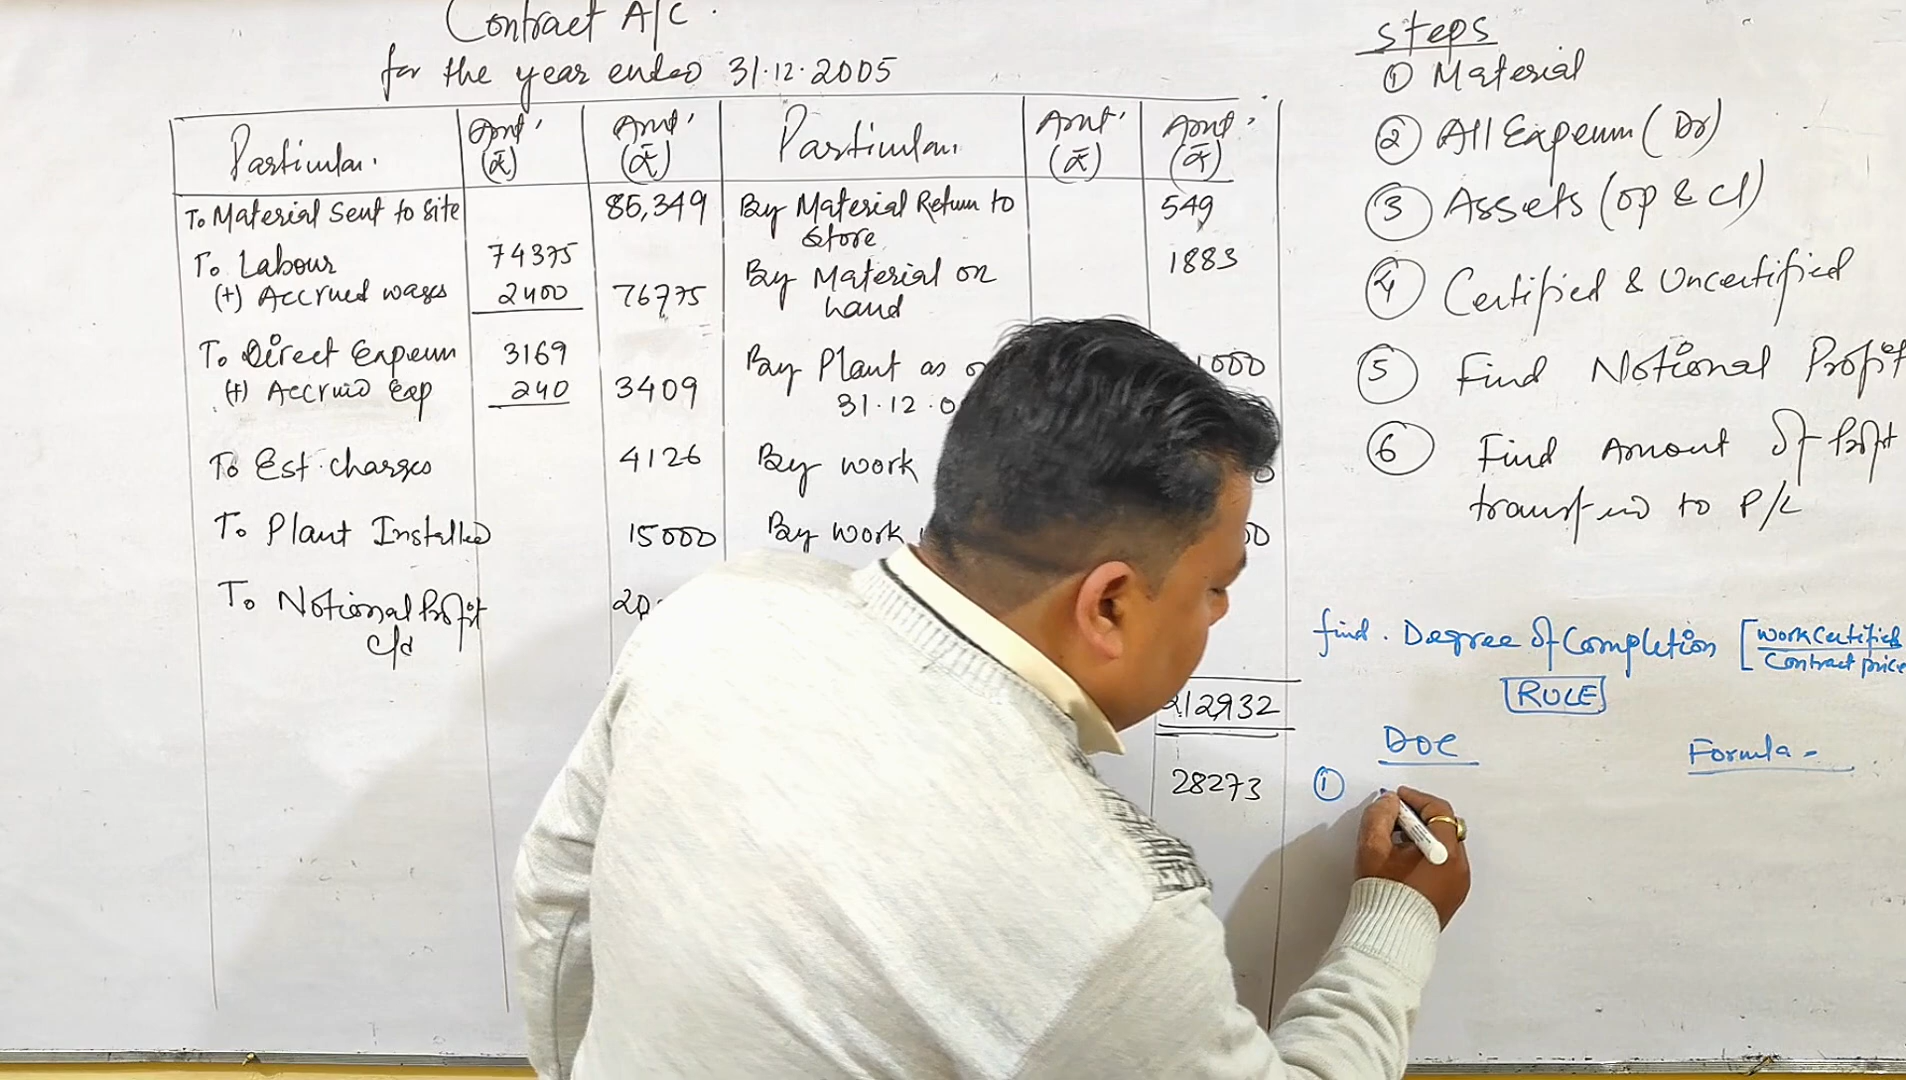 Contract A/C.
for the year ended 31.12.2005
Particular.
Amt.
(₹)
Amt.
(₹)
Particular.
Amt.
(₹)
Amt.
(₹)
To Material Sent to Site 85,349
To Labour 74375
(+) Accrued wages 2400 76775
To Direct Expenses 3169
(+) Accrued Exp 240 3409
To Est. charges 4126
To Plant Installed 15000
To Notional Profit
c/d
By Material Return to 549
store
By Material on 1883
hand
By Plant as
31.12.0
By work
By work
212932
28273
Steps
① Material
② All Expenses (Dr)
③ Assets (op & cl)
④ Certified & Uncertified
⑤ Find Notional Profit
⑥ Find Amount of Profit
transfered to P/L
find. Degree of Completion [Work Certified
Contract price
RULE
DOC Formula -
①